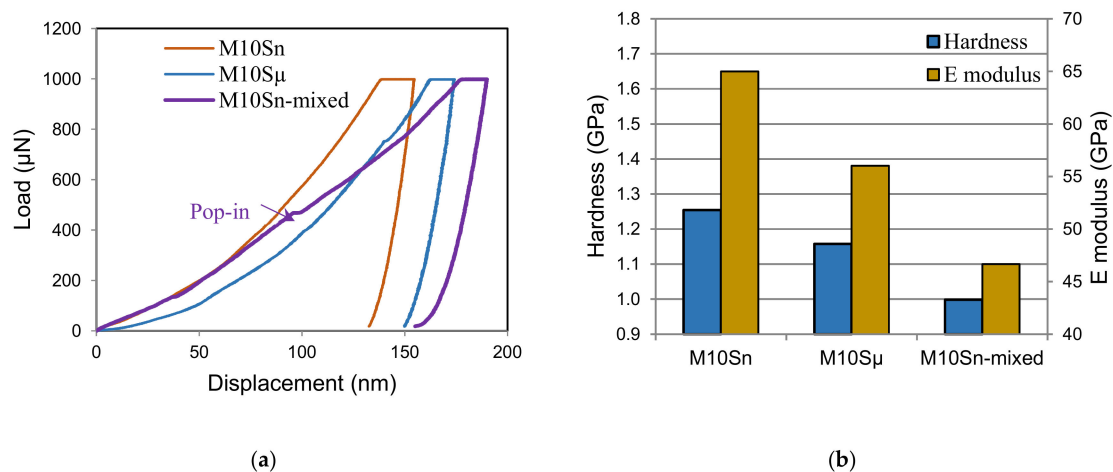 1200
1000
800
600
400
200
0
Load (µN)
M10Sn
M10Sµ
M10Sn-mixed
Pop-in
0 50 100 150 200
Displacement (nm)
(a)
1.8
1.7
1.6
1.5
1.4
1.3
1.2
1.1
1.0
0.9
Hardness (GPa)
Hardness
E modulus
70
65
60
55
50
45
40
E modulus (GPa)
M10Sn M10Sµ M10Sn-mixed
(b)